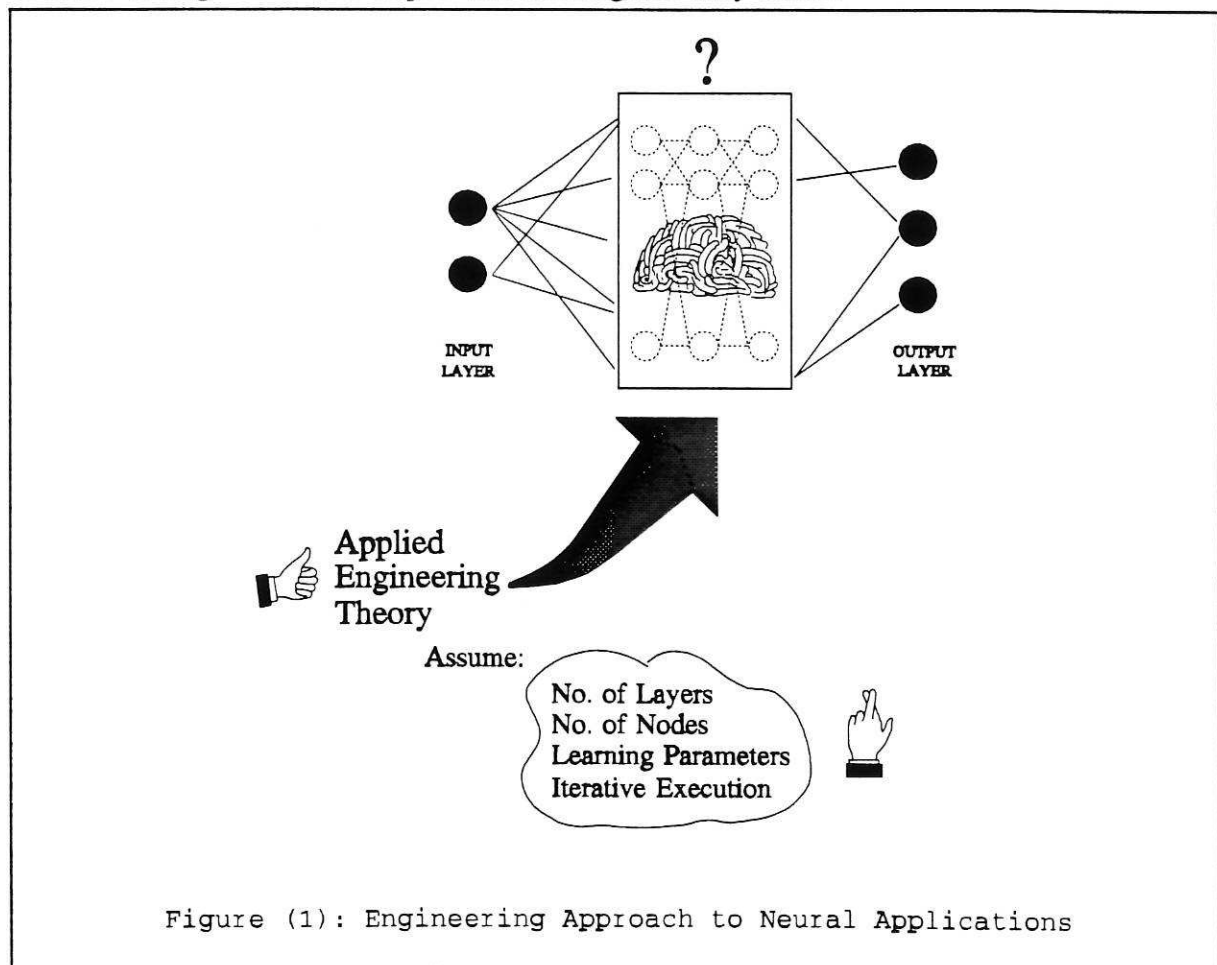 ?
INPUT
LAYER
OUTPUT
LAYER
Applied
Engineering
Theory
Assume:
No. of Layers
No. of Nodes
Learning Parameters
Iterative Execution
Figure (1): Engineering Approach to Neural Applications